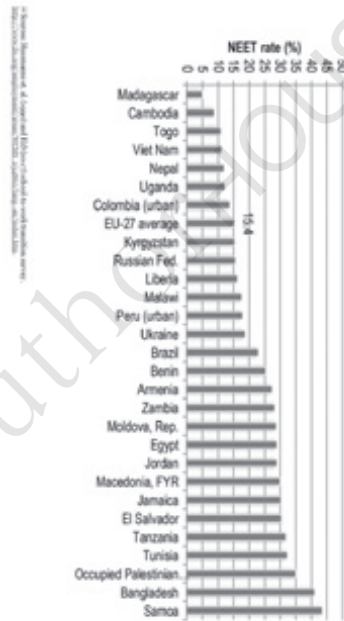 NEET rate (%)
0 5 10 15 20 25 30 35 40 45 50
Madagascar
Cambodia
Togo
Viet Nam
Nepal
Uganda
Colombia (urban)
EU-27 average
15.4
Kyrgyzstan
Russian Fed.
Liberia
Malawi
Peru (urban)
Ukraine
Brazil
Benin
Armenia
Zambia
Moldova, Rep.
Egypt
Jordan
Macedonia, FYR
Jamaica
El Salvador
Tanzania
Tunisia
Occupied Palestinian
Bangladesh
Samoa